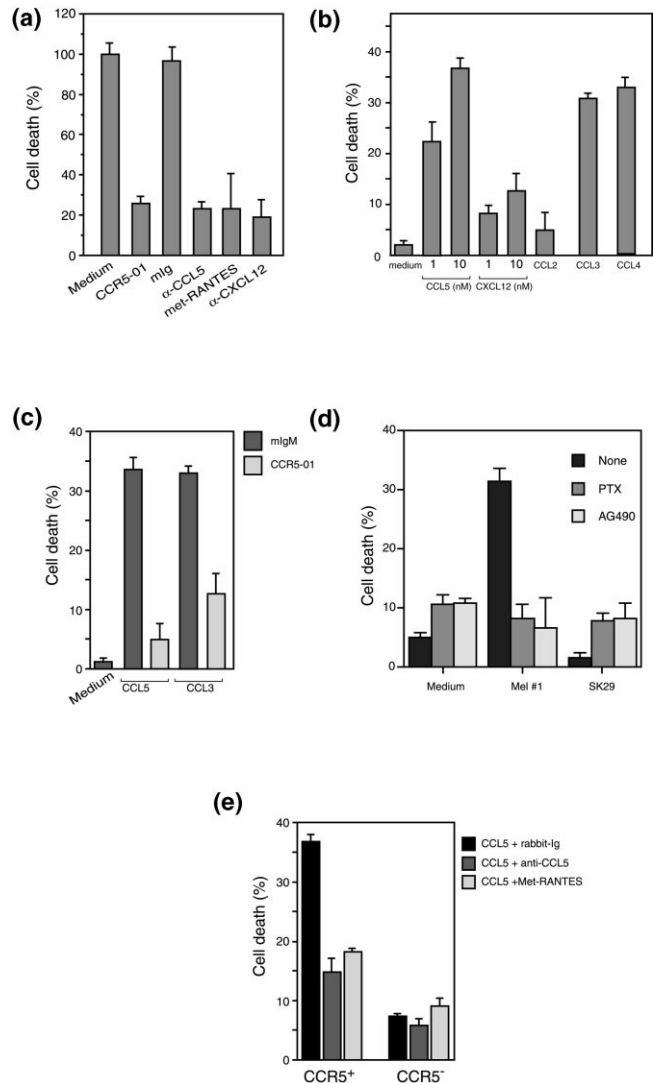 (a)
Cell death (%)
120
100
80
60
40
20
0
Medium
CCR5-01
mIg
α-CCL5
met-RANTES
α-CXCL12
(b)
Cell death (%)
40
30
20
10
0
medium
1
10
CCL5 (nM)
1
10
CXCL12 (nM)
CCL2
CCL3
CCL4
(c)
Cell death (%)
40
30
20
10
0
Medium
CCL5
CCL3
mIgM
CCR5-01
(d)
Cell death (%)
40
30
20
10
0
Medium
Mel #1
SK29
None
PTX
AG490
(e)
Cell death (%)
40
30
20
10
0
CCR5+
CCR5-
CCL5 + rabbit-Ig
CCL5 + anti-CCL5
CCL5 +Met-RANTES